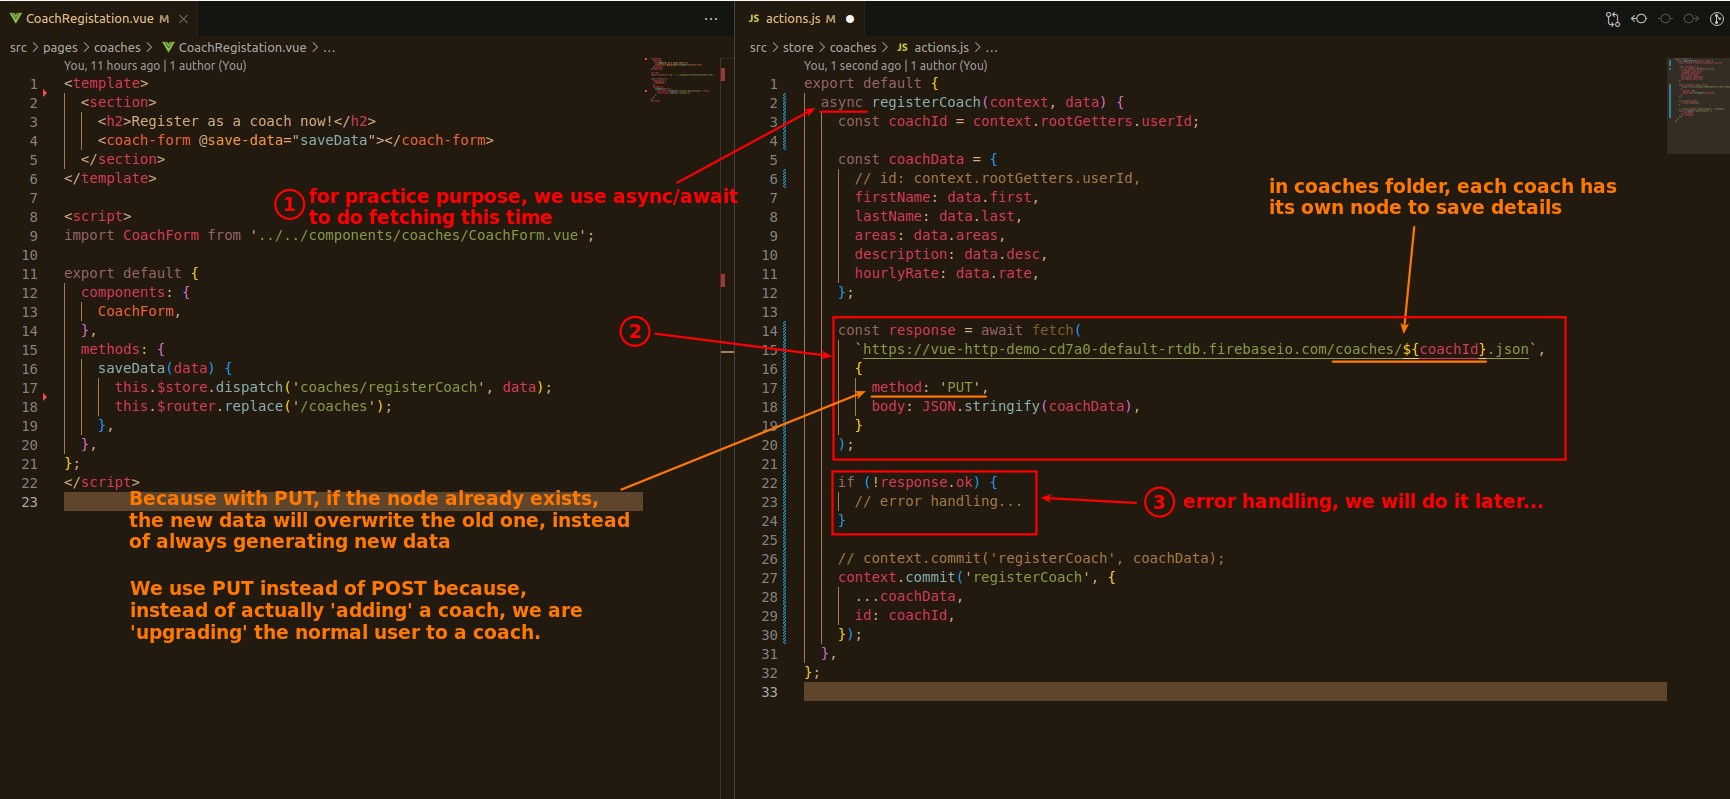 CoachRegistation.vue M
src > pages > coaches > CoachRegistation.vue > ...
You, 11 hours ago | 1 author (You)
1 <template>
2 <section>
3 <h2>Register as a coach now!</h2>
4 <coach-form @save-data="saveData"></coach-form>
5 </section>
6 </template>
7
8 <script>
9 import CoachForm from '../../components/coaches/CoachForm.vue';
10
11 export default {
12 components: {
13 CoachForm,
14 },
15 methods: {
16 saveData(data) {
17 this.$store.dispatch('coaches/registerCoach', data);
18 this.$router.replace('/coaches');
19 },
20 },
21 };
22 </script>
23
1 for practice purpose, we use async/await
to do fetching this time
2
Because with PUT, if the node already exists,
the new data will overwrite the old one, instead
of always generating new data
We use PUT instead of POST because,
instead of actually 'adding' a coach, we are
'upgrading' the normal user to a coach.
JS actions.js M
src > store > coaches > JS actions.js > ...
You, 1 second ago | 1 author (You)
1 export default {
2 async registerCoach(context, data) {
3 const coachId = context.rootGetters.userId;
4
5 const coachData = {
6 // id: context.rootGetters.userId,
7 firstName: data.first,
8 lastName: data.last,
9 areas: data.areas,
10 description: data.desc,
11 hourlyRate: data.rate,
12 };
13
14 const response = await fetch(
15 `https://vue-http-demo-cd7a0-default-rtdb.firebaseio.com/coaches/${coachId}.json`,
16 {
17 method: 'PUT',
18 body: JSON.stringify(coachData),
19 }
20 );
21
22 if (!response.ok) {
23 // error handling...
24 }
25
26 // context.commit('registerCoach', coachData);
27 context.commit('registerCoach', {
28 ...coachData,
29 id: coachId,
30 });
31 },
32 };
33
in coaches folder, each coach has
its own node to save details
3 error handling, we will do it later...